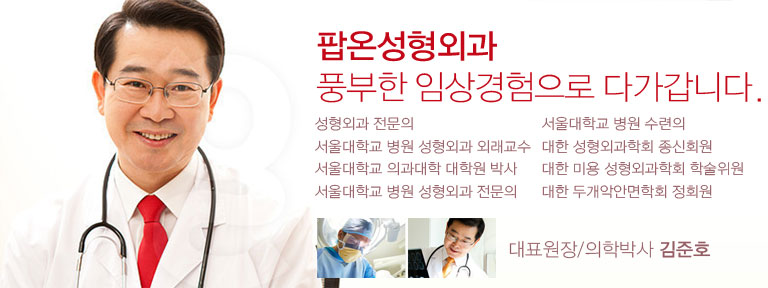 팝온성형외과
풍부한 임상경험으로 다가갑니다.
성형외과 전문의
서울대학교 병원 성형외과 외래교수
서울대학교 의과대학 대학원 박사
서울대학교 병원 성형외과 전문의
서울대학교 병원 수련의
대한 성형외과학회 종신회원
대한 미용 성형외과학회 학술위원
대한 두개악안면학회 정회원
대표원장/의학박사 김준호